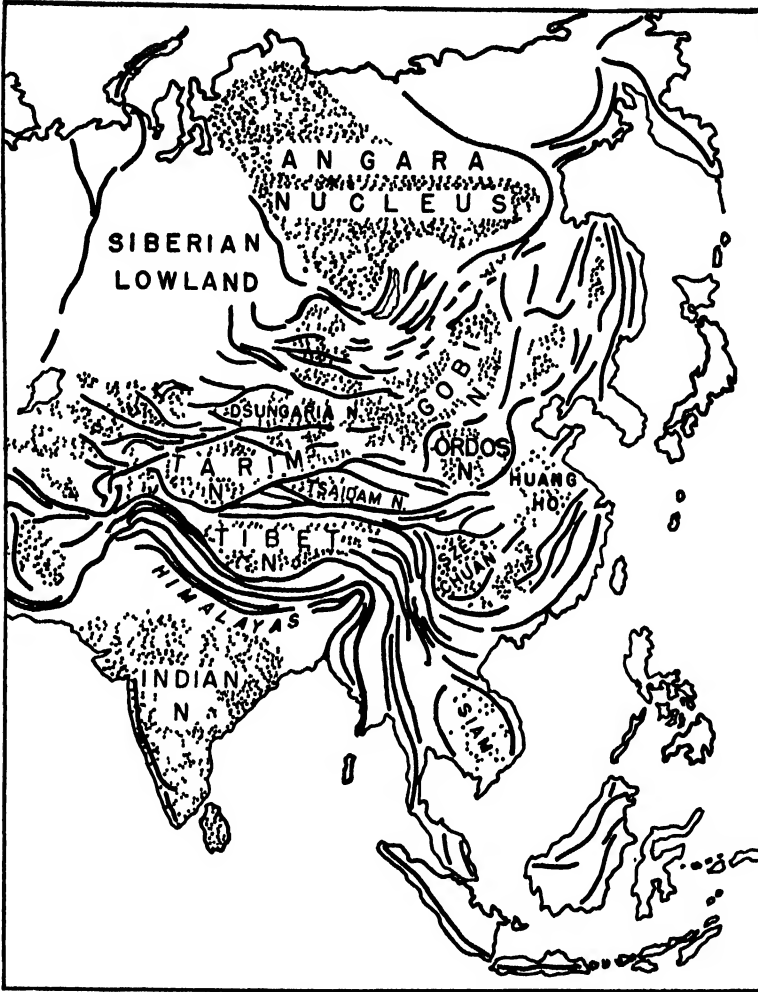 ANGARA
NUCLEUS
SIBERIAN
LOWLAND
GOBI
N.
DSUNGARIA N.
ORDOS
N
TARIM
N
TSAIDAM N.
HUANG
HO
TIBET
N
SZE
CHUAN
HIMALAYAS
INDIAN
N
SIAM